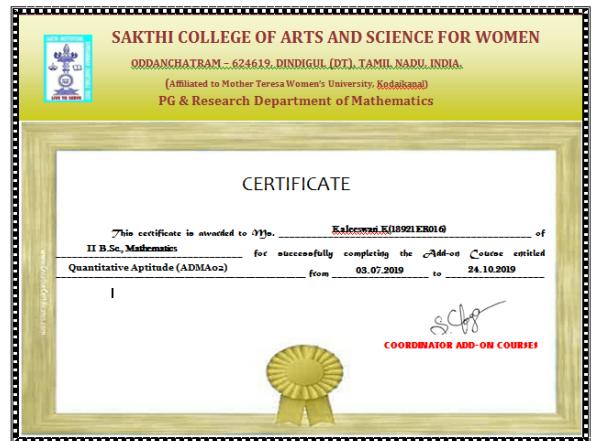 SAKTHI COLLEGE OF ARTS AND SCIENCE FOR WOMEN
ODDANCHATRAM – 624619, DINDIGUL (DT), TAMIL NADU. INDIA.
(Affiliated to Mother Teresa Women's University, Kodaikanal)
PG & Research Department of Mathematics
LIVE TO SERVE
CERTIFICATE
This certificate is awarded to Ms. Kaleeswari K(18921ER016) of
II B.Sc., Mathematics for successfully completing the Add-on Course entitled
Quantitative Aptitude (ADMA02) from 03.07.2019 to 24.10.2019
COORDINATOR ADD-ON COURSES